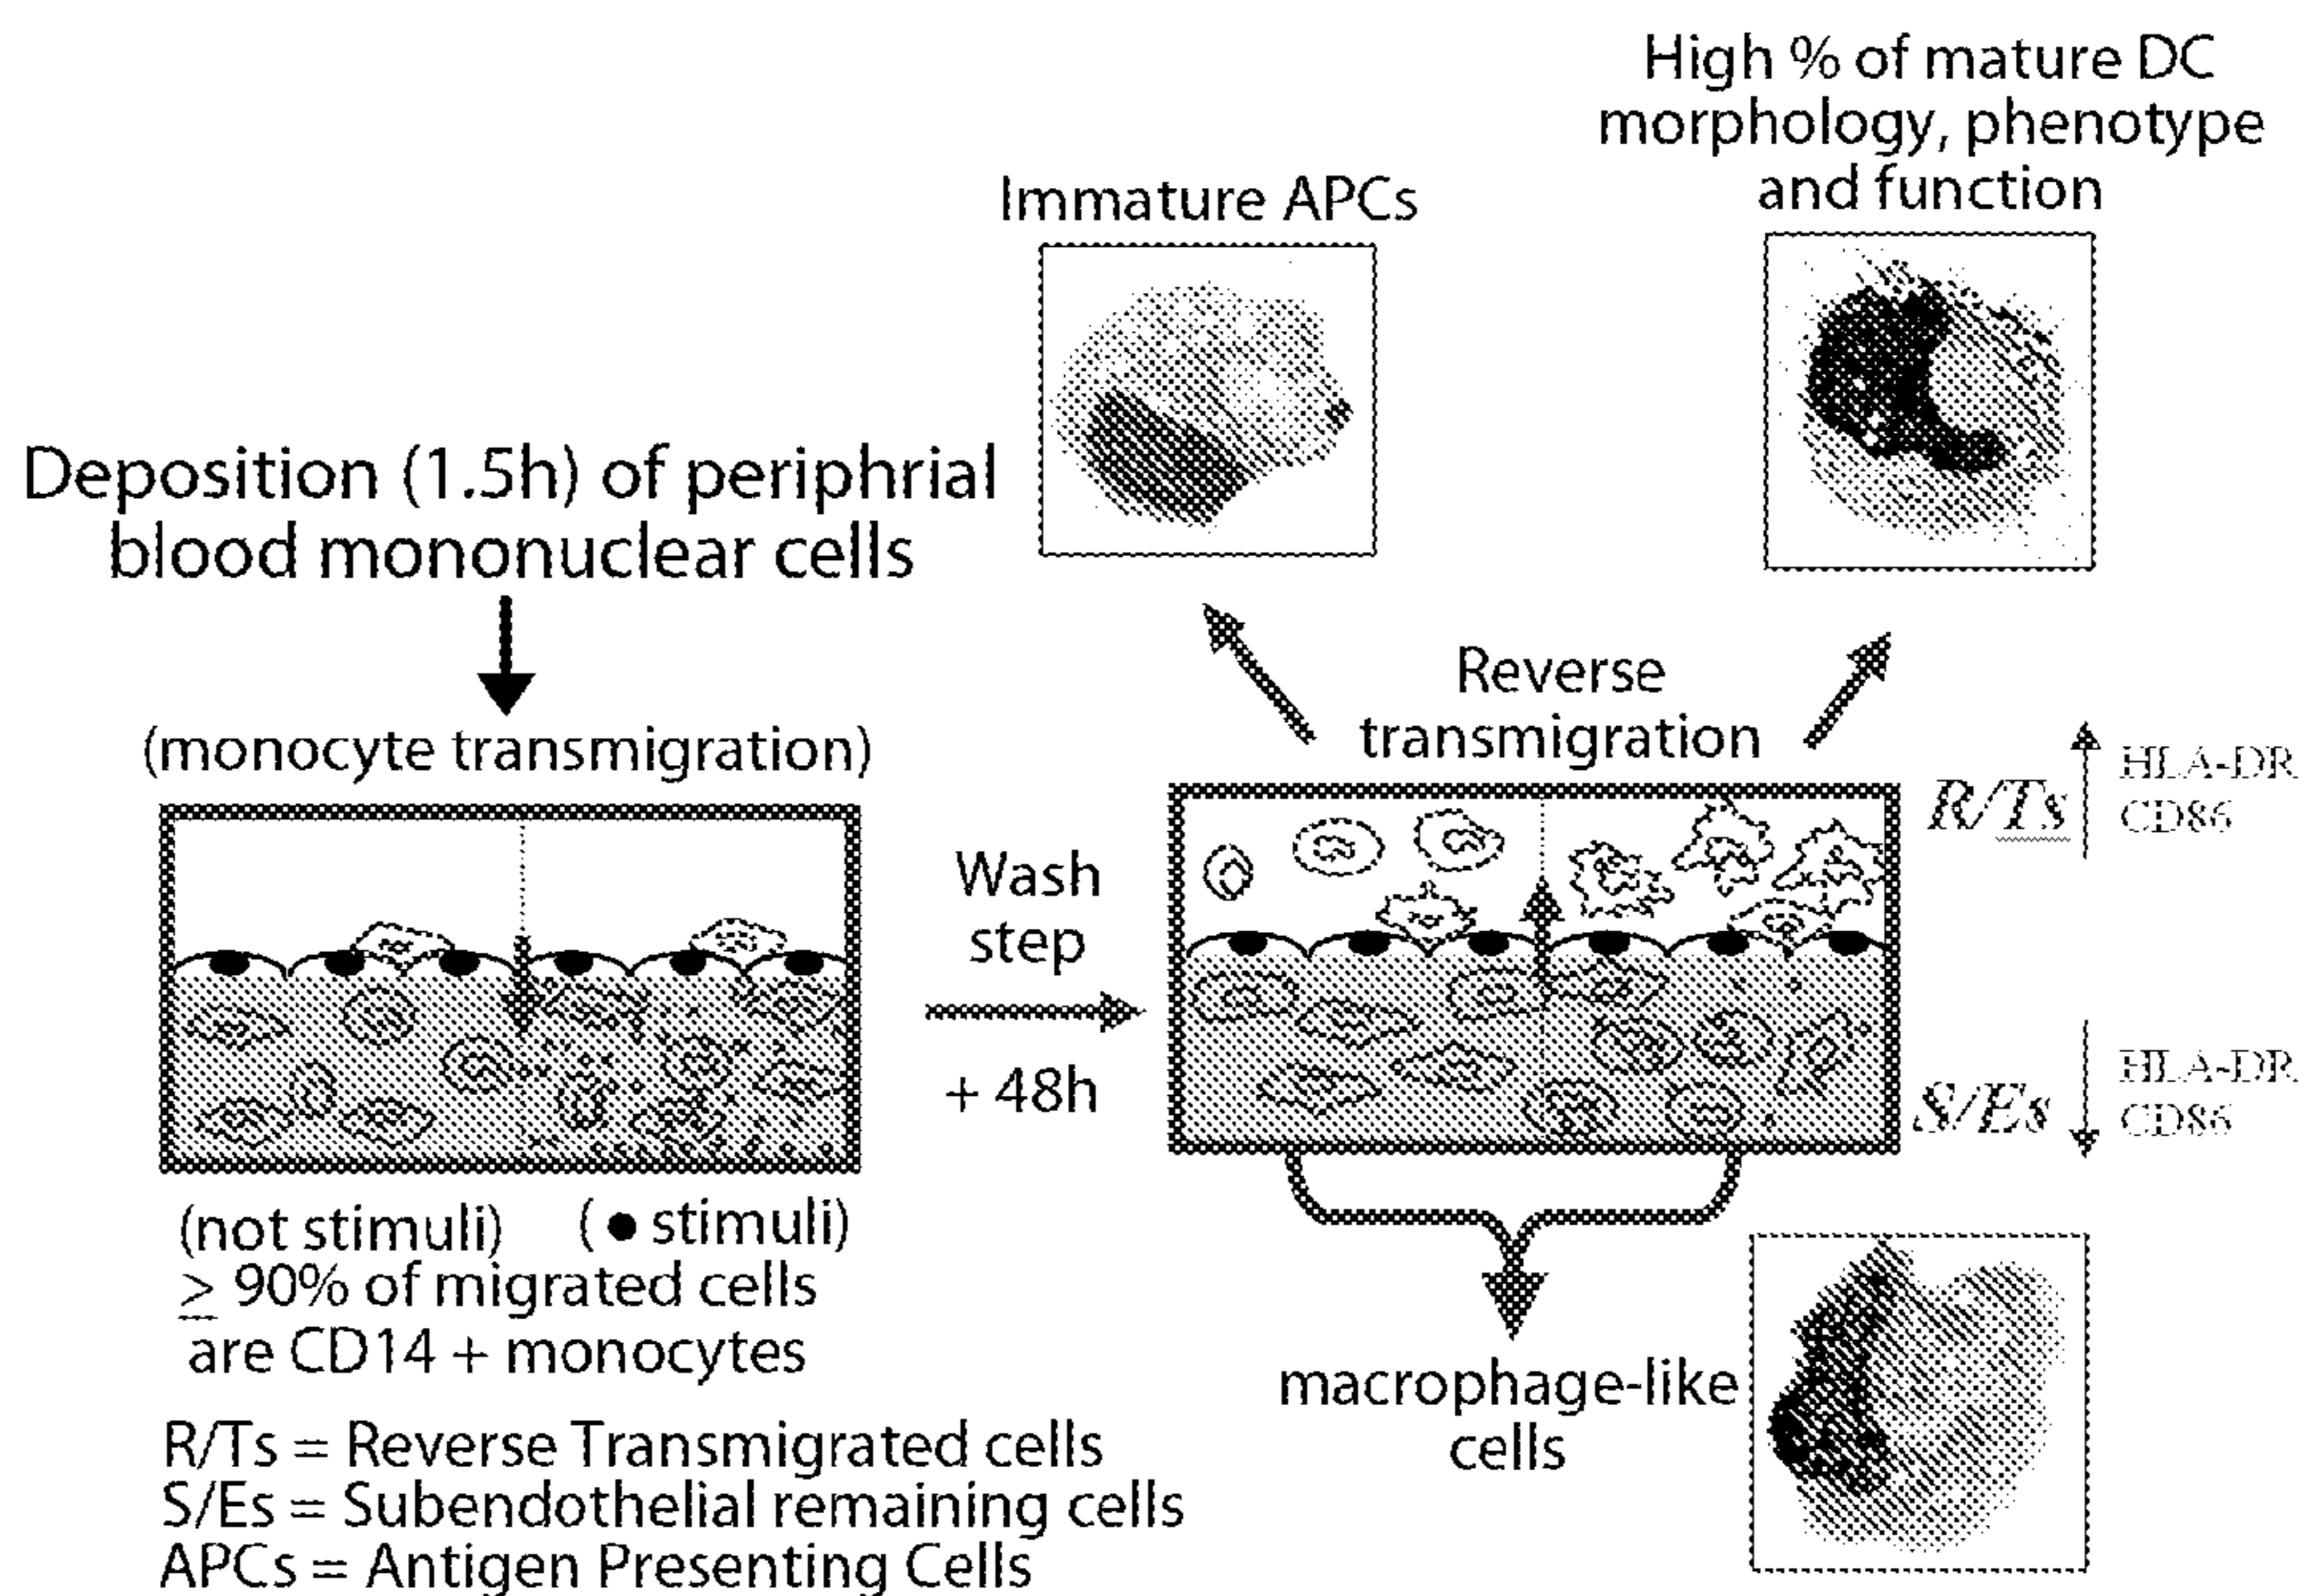 High % of mature DC
morphology, phenotype
and function
Immature APCs
Deposition (1.5h) of periphrial
blood mononuclear cells
(monocyte transmigration)
Reverse
transmigration
Wash
step
+ 48h
R/Ts
HLA-DR
CD86
S/Es
HLA-DR
CD86
(not stimuli)
(● stimuli)
≥ 90% of migrated cells
are CD14 + monocytes
macrophage-like
cells
R/Ts = Reverse Transmigrated cells
S/Es = Subendothelial remaining cells
APCs = Antigen Presenting Cells